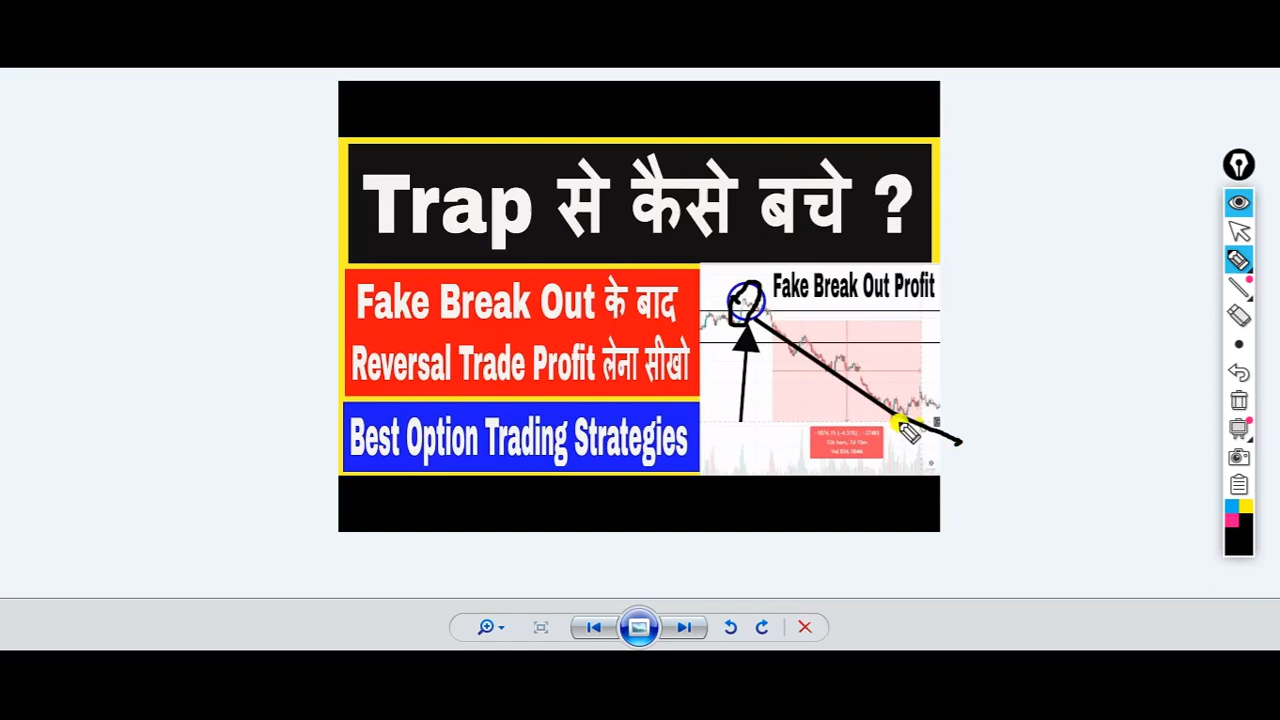 Trap से कैसे बचे ?
Fake Break Out के बाद
Reversal Trade Profit लेना सीखो
Best Option Trading Strategies
Fake Break Out Profit